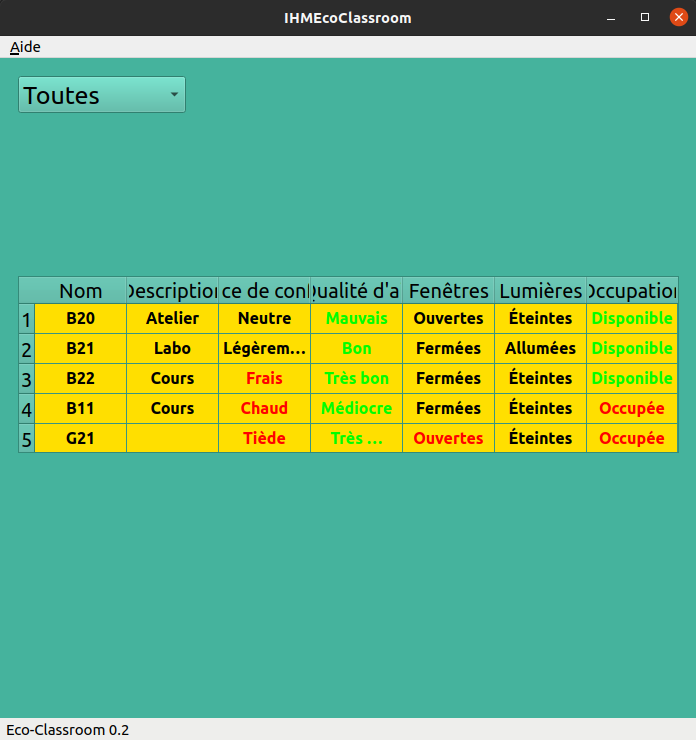 IHMEcoClassroom
Aide
Toutes
Nom Description ce de con Qualité d'a Fenêtres Lumières Occupation
1 B20 Atelier Neutre Mauvais Ouvertes Éteintes Disponible
2 B21 Labo Légèrem... Bon Fermées Allumées Disponible
3 B22 Cours Frais Très bon Fermées Éteintes Disponible
4 B11 Cours Chaud Médiocre Fermées Éteintes Occupée
5 G21 Tiède Très ... Ouvertes Éteintes Occupée
Eco-Classroom 0.2